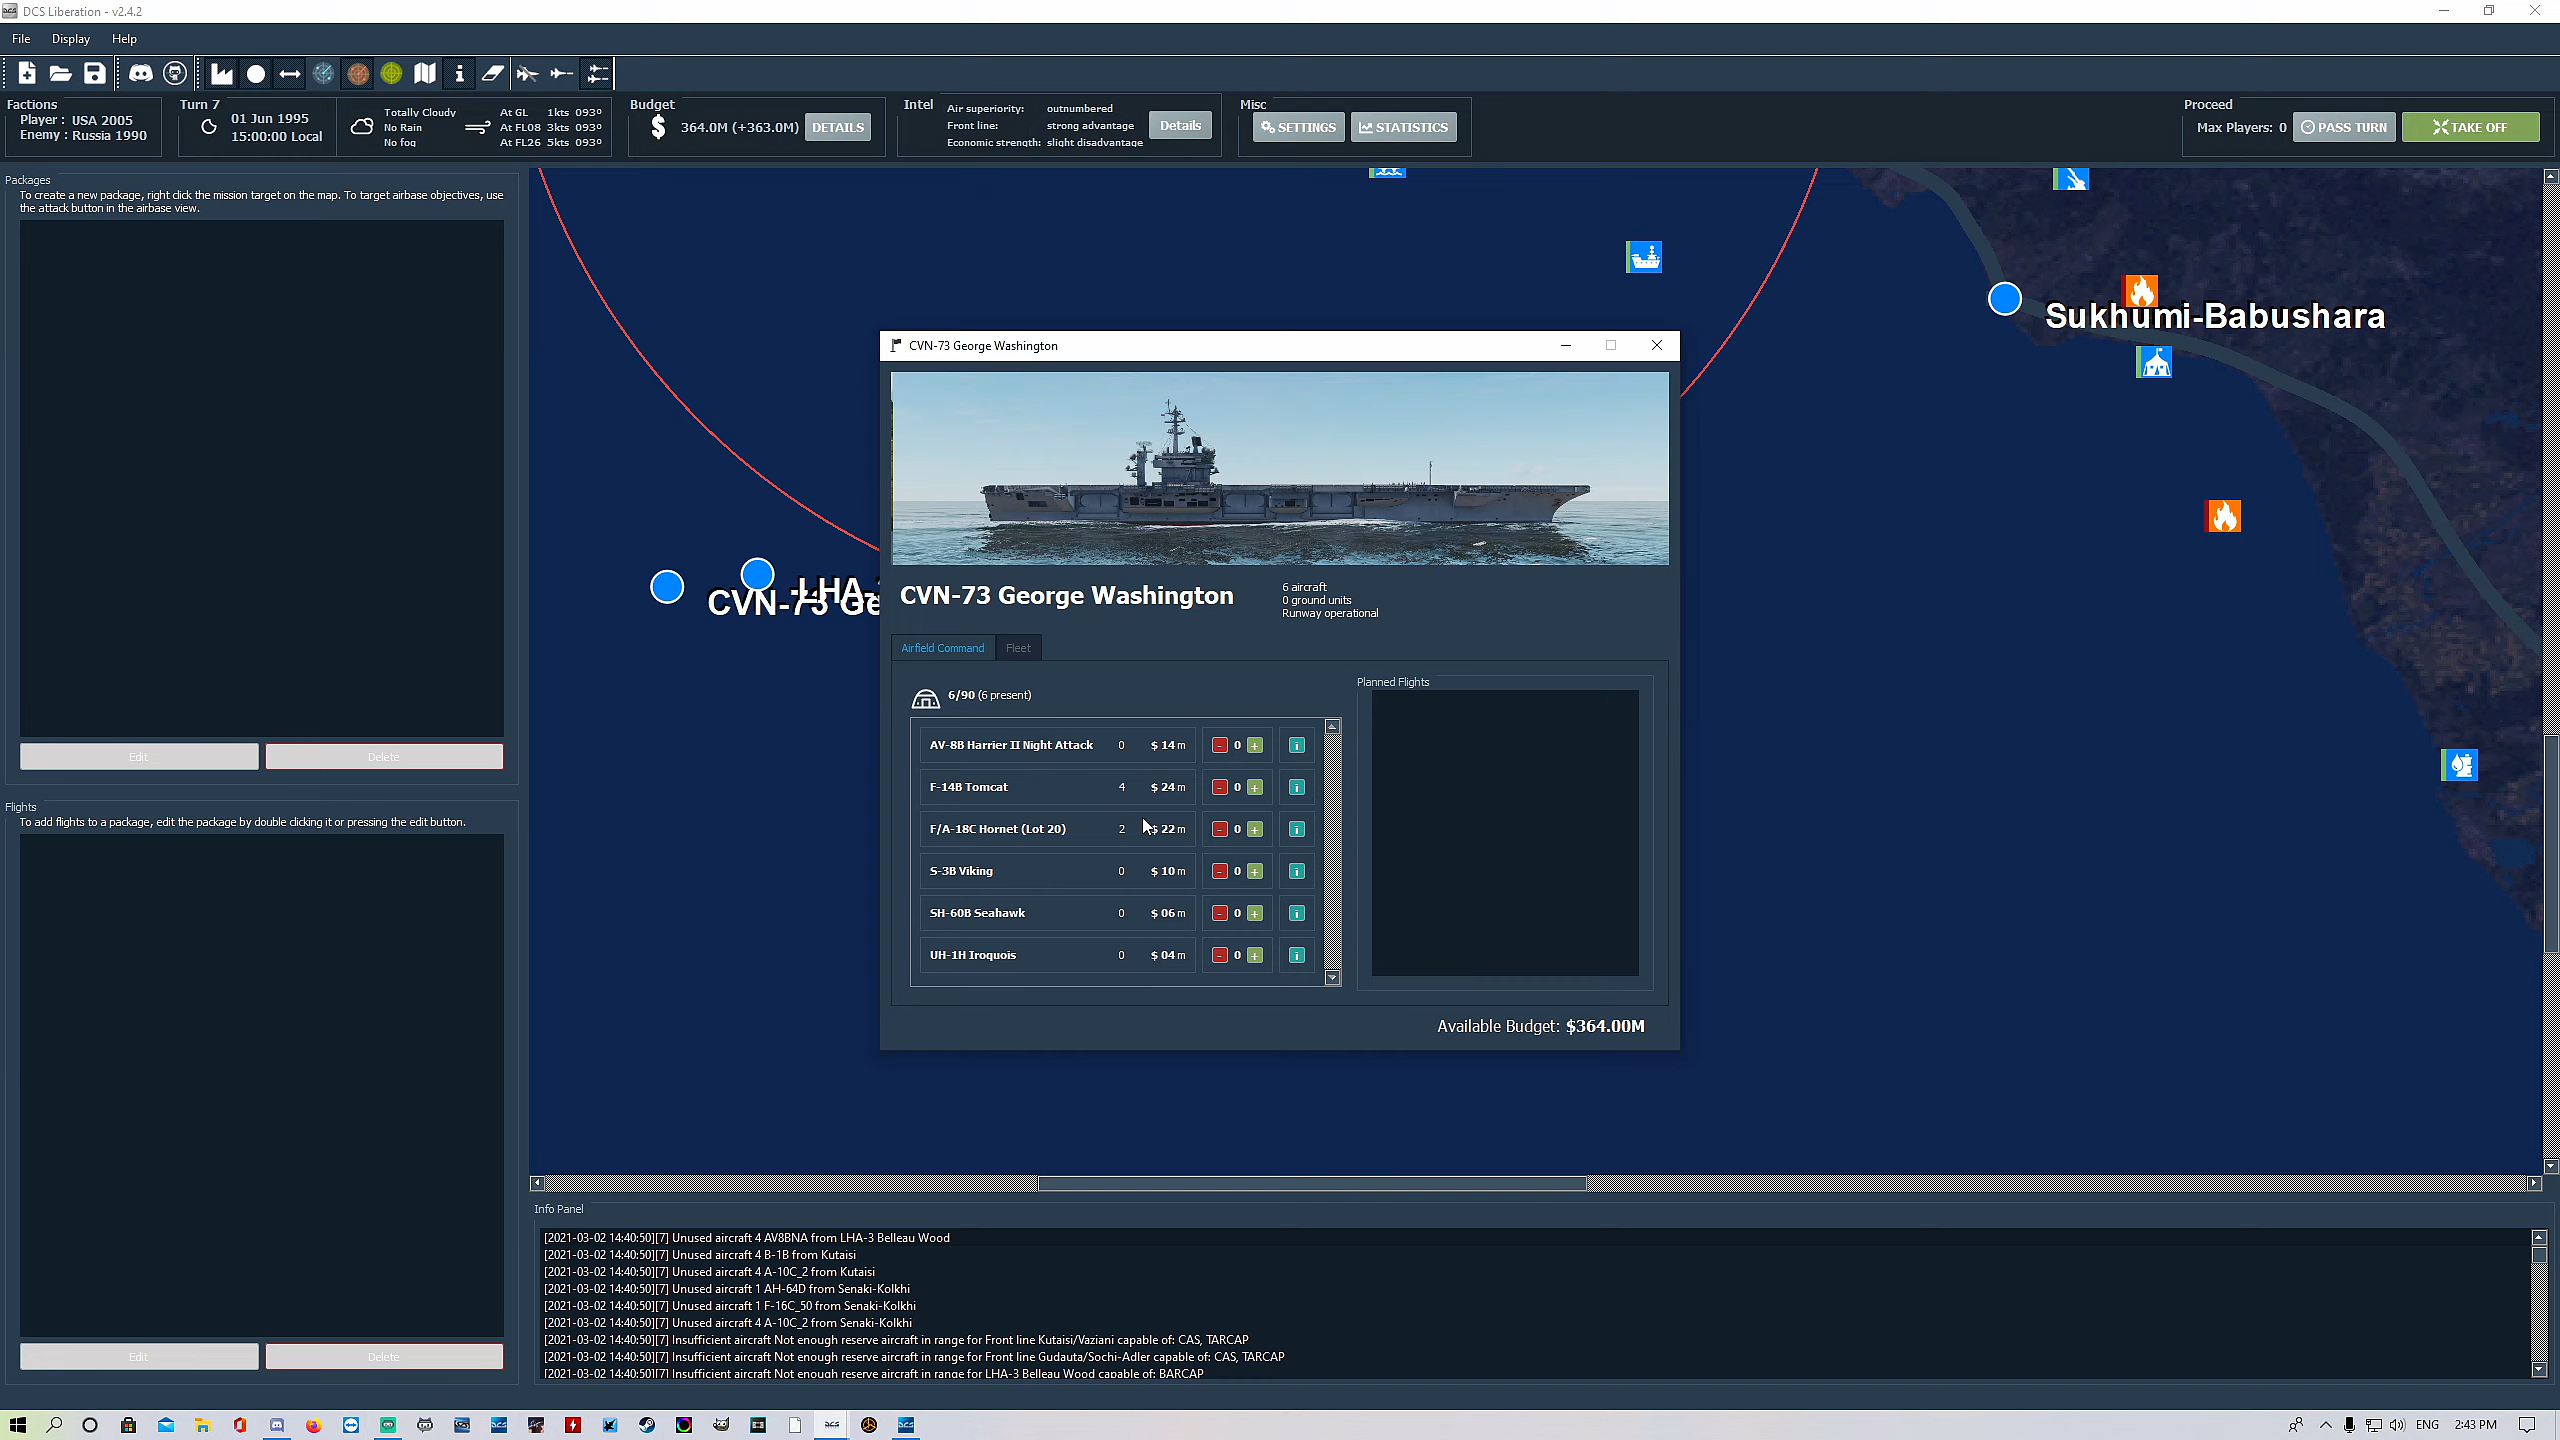 DCS Liberation - v2.4.2
File Display Help
Factions
Player : USA 2005
Enemy : Russia 1990
Turn 7
01 Jun 1995
15:00:00 Local
Totally Cloudy
No Rain
No fog
At GL 1kts 093º
At FL08 3kts 093º
At FL26 5kts 093º
Budget
364.0M (+363.0M)
DETAILS
Intel
Air superiority: outnumbered
Front line: strong advantage
Economic strength: slight disadvantage
Details
Misc
SETTINGS
STATISTICS
Proceed
Max Players: 0
PASS TURN
TAKE OFF
Packages
To create a new package, right click the mission target on the map. To target airbase objectives, use
the attack button in the airbase view.
Edit
Delete
Flights
To add flights to a package, edit the package by double clicking it or pressing the edit button.
Edit
Delete
Sukhumi-Babushara
LHA-
CVN-73 Ge
CVN-73 George Washington
CVN-73 George Washington
6 aircraft
0 ground units
Runway operational
Airfield Command
Fleet
6/90 (6 present)
AV-8B Harrier II Night Attack 0 $ 14 m - 0 + i
F-14B Tomcat 4 $ 24 m - 0 + i
F/A-18C Hornet (Lot 20) 2 $ 22 m - 0 + i
S-3B Viking 0 $ 10 m - 0 + i
SH-60B Seahawk 0 $ 06 m - 0 + i
UH-1H Iroquois 0 $ 04 m - 0 + i
Planned Flights
Available Budget: $364.00M
Info Panel
[2021-03-02 14:40:50][7] Unused aircraft 4 AV8BNA from LHA-3 Belleau Wood
[2021-03-02 14:40:50][7] Unused aircraft 4 B-1B from Kutaisi
[2021-03-02 14:40:50][7] Unused aircraft 4 A-10C_2 from Kutaisi
[2021-03-02 14:40:50][7] Unused aircraft 1 AH-64D from Senaki-Kolkhi
[2021-03-02 14:40:50][7] Unused aircraft 1 F-16C_50 from Senaki-Kolkhi
[2021-03-02 14:40:50][7] Unused aircraft 4 A-10C_2 from Senaki-Kolkhi
[2021-03-02 14:40:50][7] Insufficient aircraft Not enough reserve aircraft in range for Front line Kutaisi/Vaziani capable of: CAS, TARCAP
[2021-03-02 14:40:50][7] Insufficient aircraft Not enough reserve aircraft in range for Front line Gudauta/Sochi-Adler capable of: CAS, TARCAP
[2021-03-02 14:40:50][7] Insufficient aircraft Not enough reserve aircraft in range for LHA-3 Belleau Wood capable of: BARCAP
ENG
2:43 PM